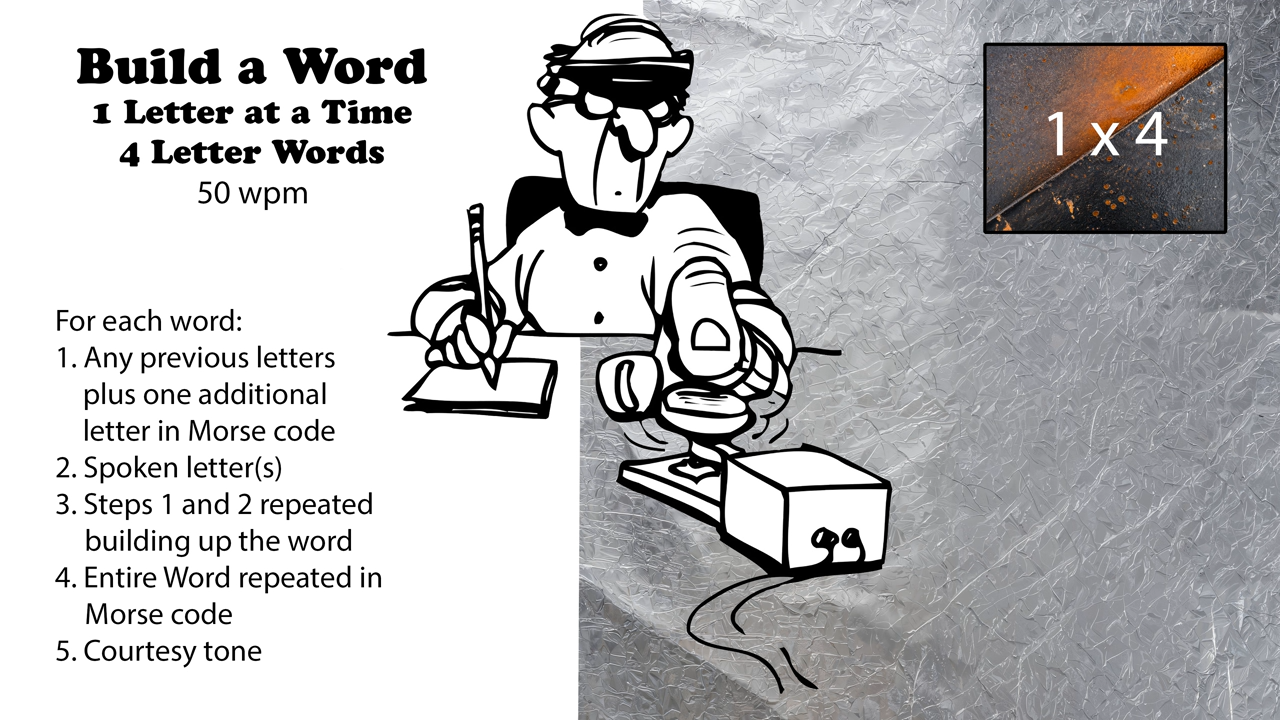 Build a Word
1 Letter at a Time
4 Letter Words
50 wpm
1 x 4
For each word:
1. Any previous letters
plus one additional
letter in Morse code
2. Spoken letter(s)
3. Steps 1 and 2 repeated
building up the word
4. Entire Word repeated in
Morse code
5. Courtesy tone